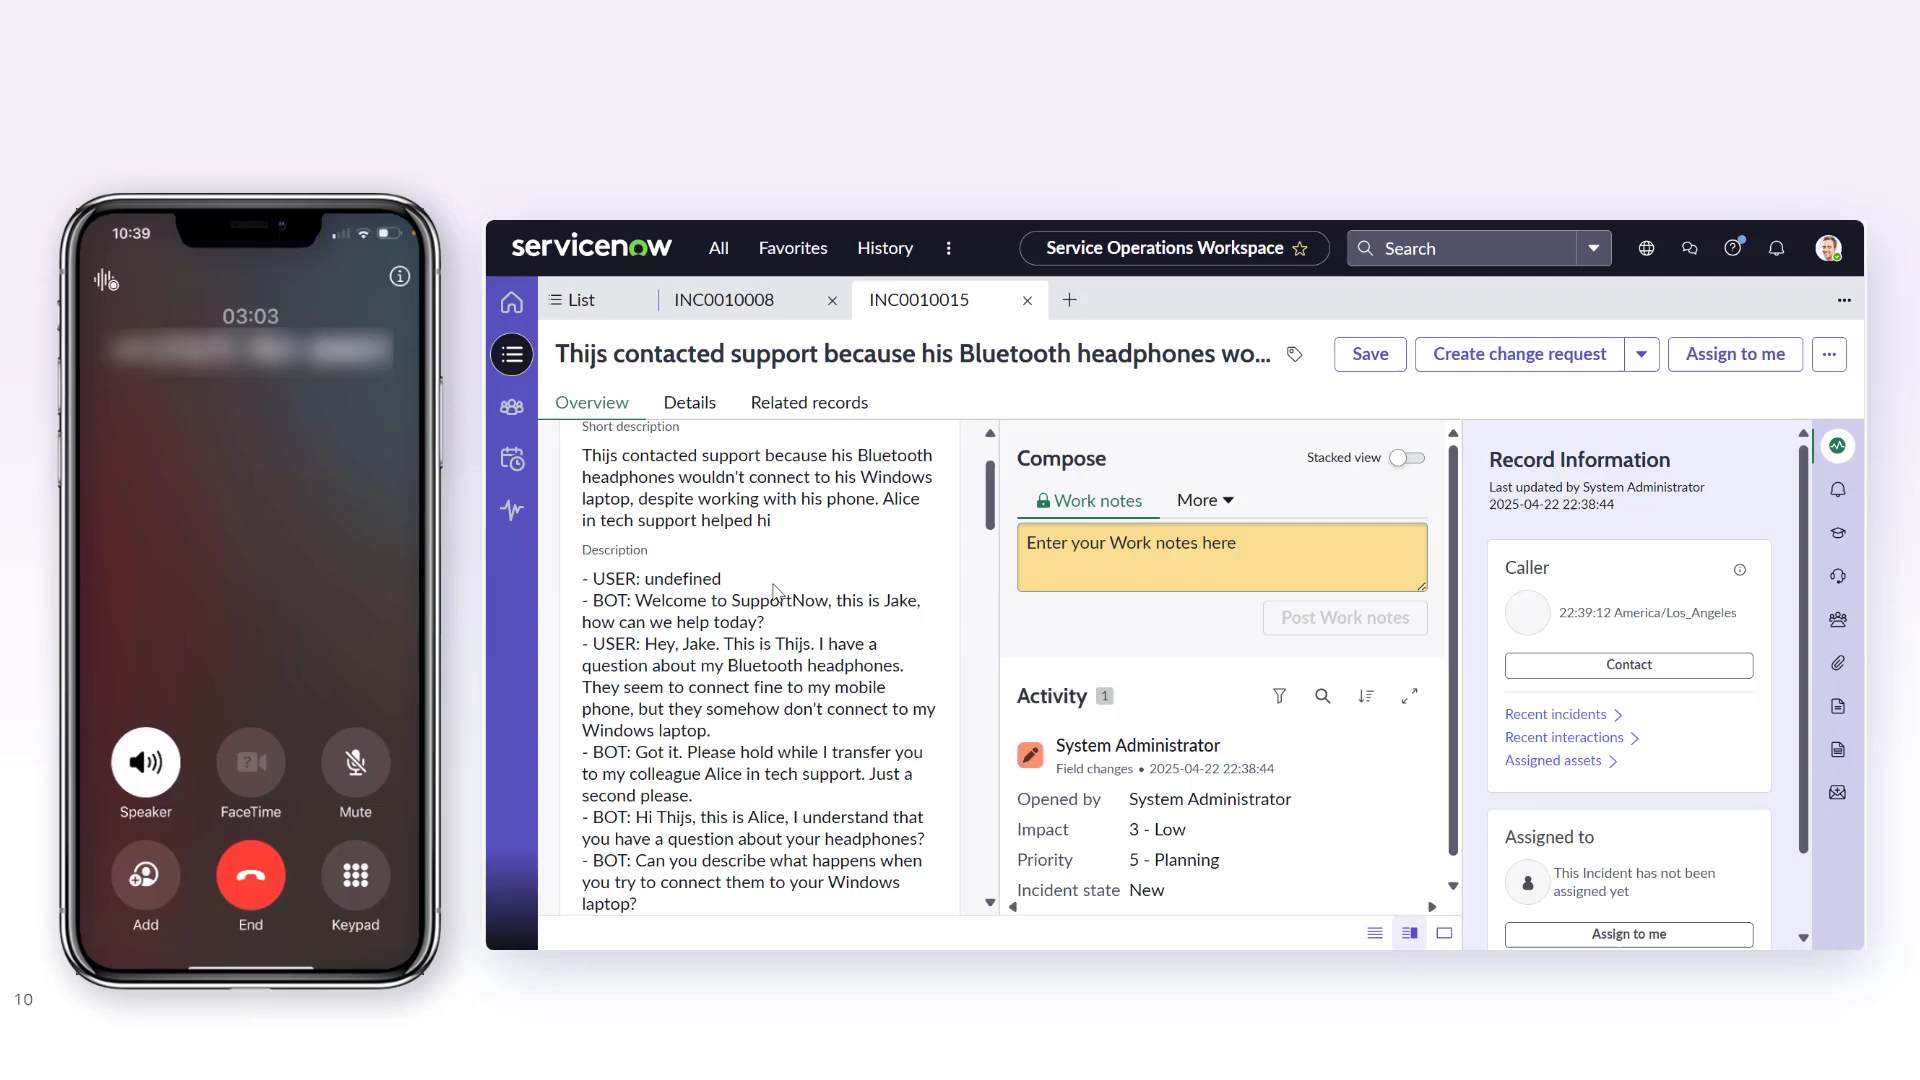 10:39
03:03
Speaker
FaceTime
Mute
Add
End
Keypad
10
servicenow
All
Favorites
History
Service Operations Workspace
Search
List
INC0010008
INC0010015
Thijs contacted support because his Bluetooth headphones wo...
Save
Create change request
Assign to me
Overview
Details
Related records
Short description
Thijs contacted support because his Bluetooth
headphones wouldn't connect to his Windows
laptop, despite working with his phone. Alice
in tech support helped hi
Description
- USER: undefined
- BOT: Welcome to SupportNow, this is Jake,
how can we help today?
- USER: Hey, Jake. This is Thijs. I have a
question about my Bluetooth headphones.
They seem to connect fine to my mobile
phone, but they somehow don't connect to my
Windows laptop.
- BOT: Got it. Please hold while I transfer you
to my colleague Alice in tech support. Just a
second please.
- BOT: Hi Thijs, this is Alice, I understand that
you have a question about your headphones?
- BOT: Can you describe what happens when
you try to connect them to your Windows
laptop?
Compose
Stacked view
Work notes
More
Enter your Work notes here
Post Work notes
Activity 1
System Administrator
Field changes • 2025-04-22 22:38:44
Opened by System Administrator
Impact 3 - Low
Priority 5 - Planning
Incident state New
Record Information
Last updated by System Administrator
2025-04-22 22:38:44
Caller
22:39:12 America/Los_Angeles
Contact
Recent incidents
Recent interactions
Assigned assets
Assigned to
This Incident has not been
assigned yet
Assign to me